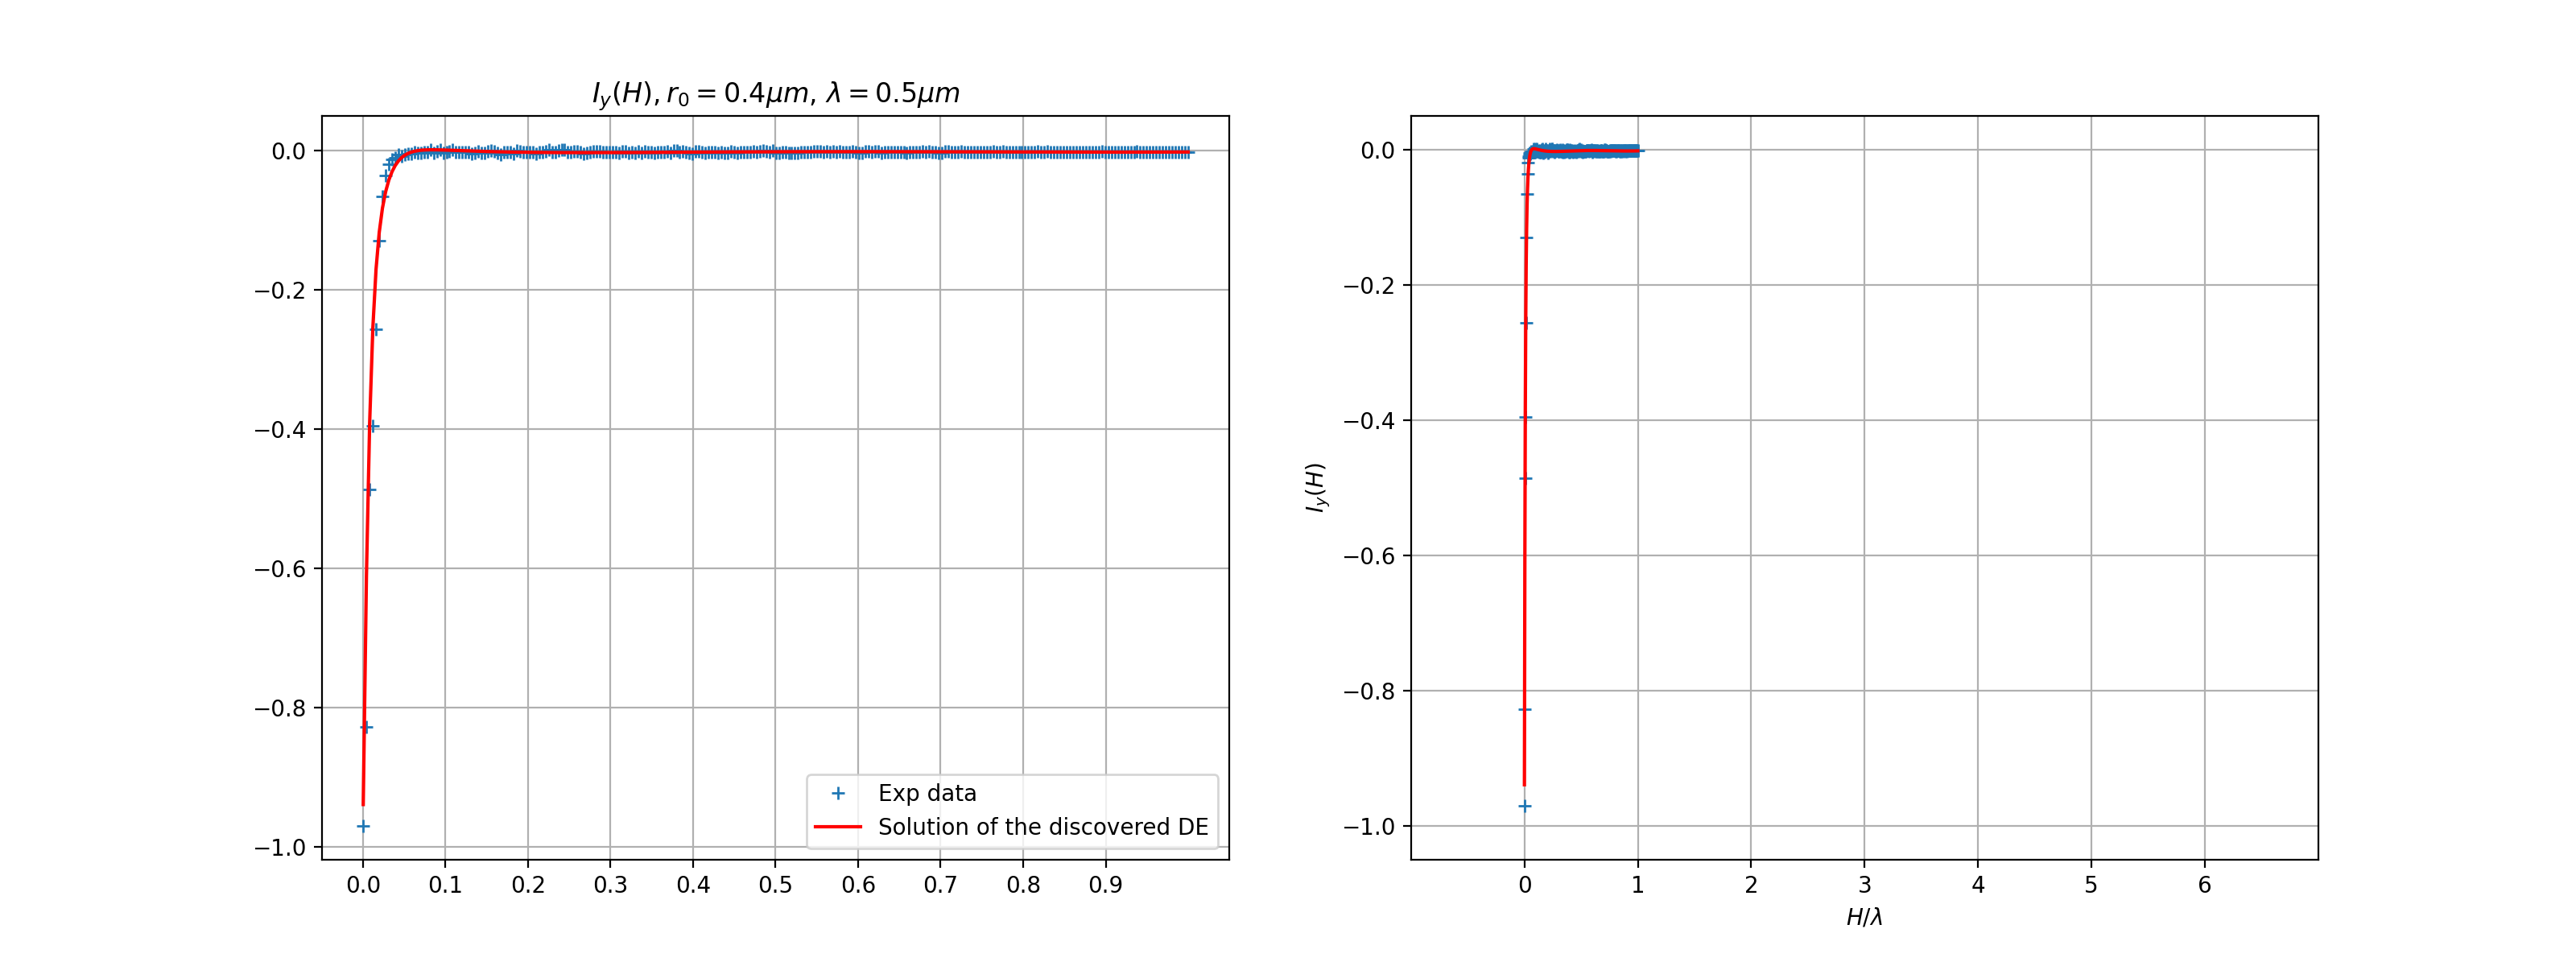 I_y(H), r_0 = 0.4μm, λ = 0.5μm
0.0
−0.2
−0.4
−0.6
−0.8
−1.0
0.0 0.1 0.2 0.3 0.4 0.5 0.6 0.7 0.8 0.9
Exp data
Solution of the discovered DE
I_y(H)
0.0
−0.2
−0.4
−0.6
−0.8
−1.0
0 1 2 3 4 5 6
H/λ